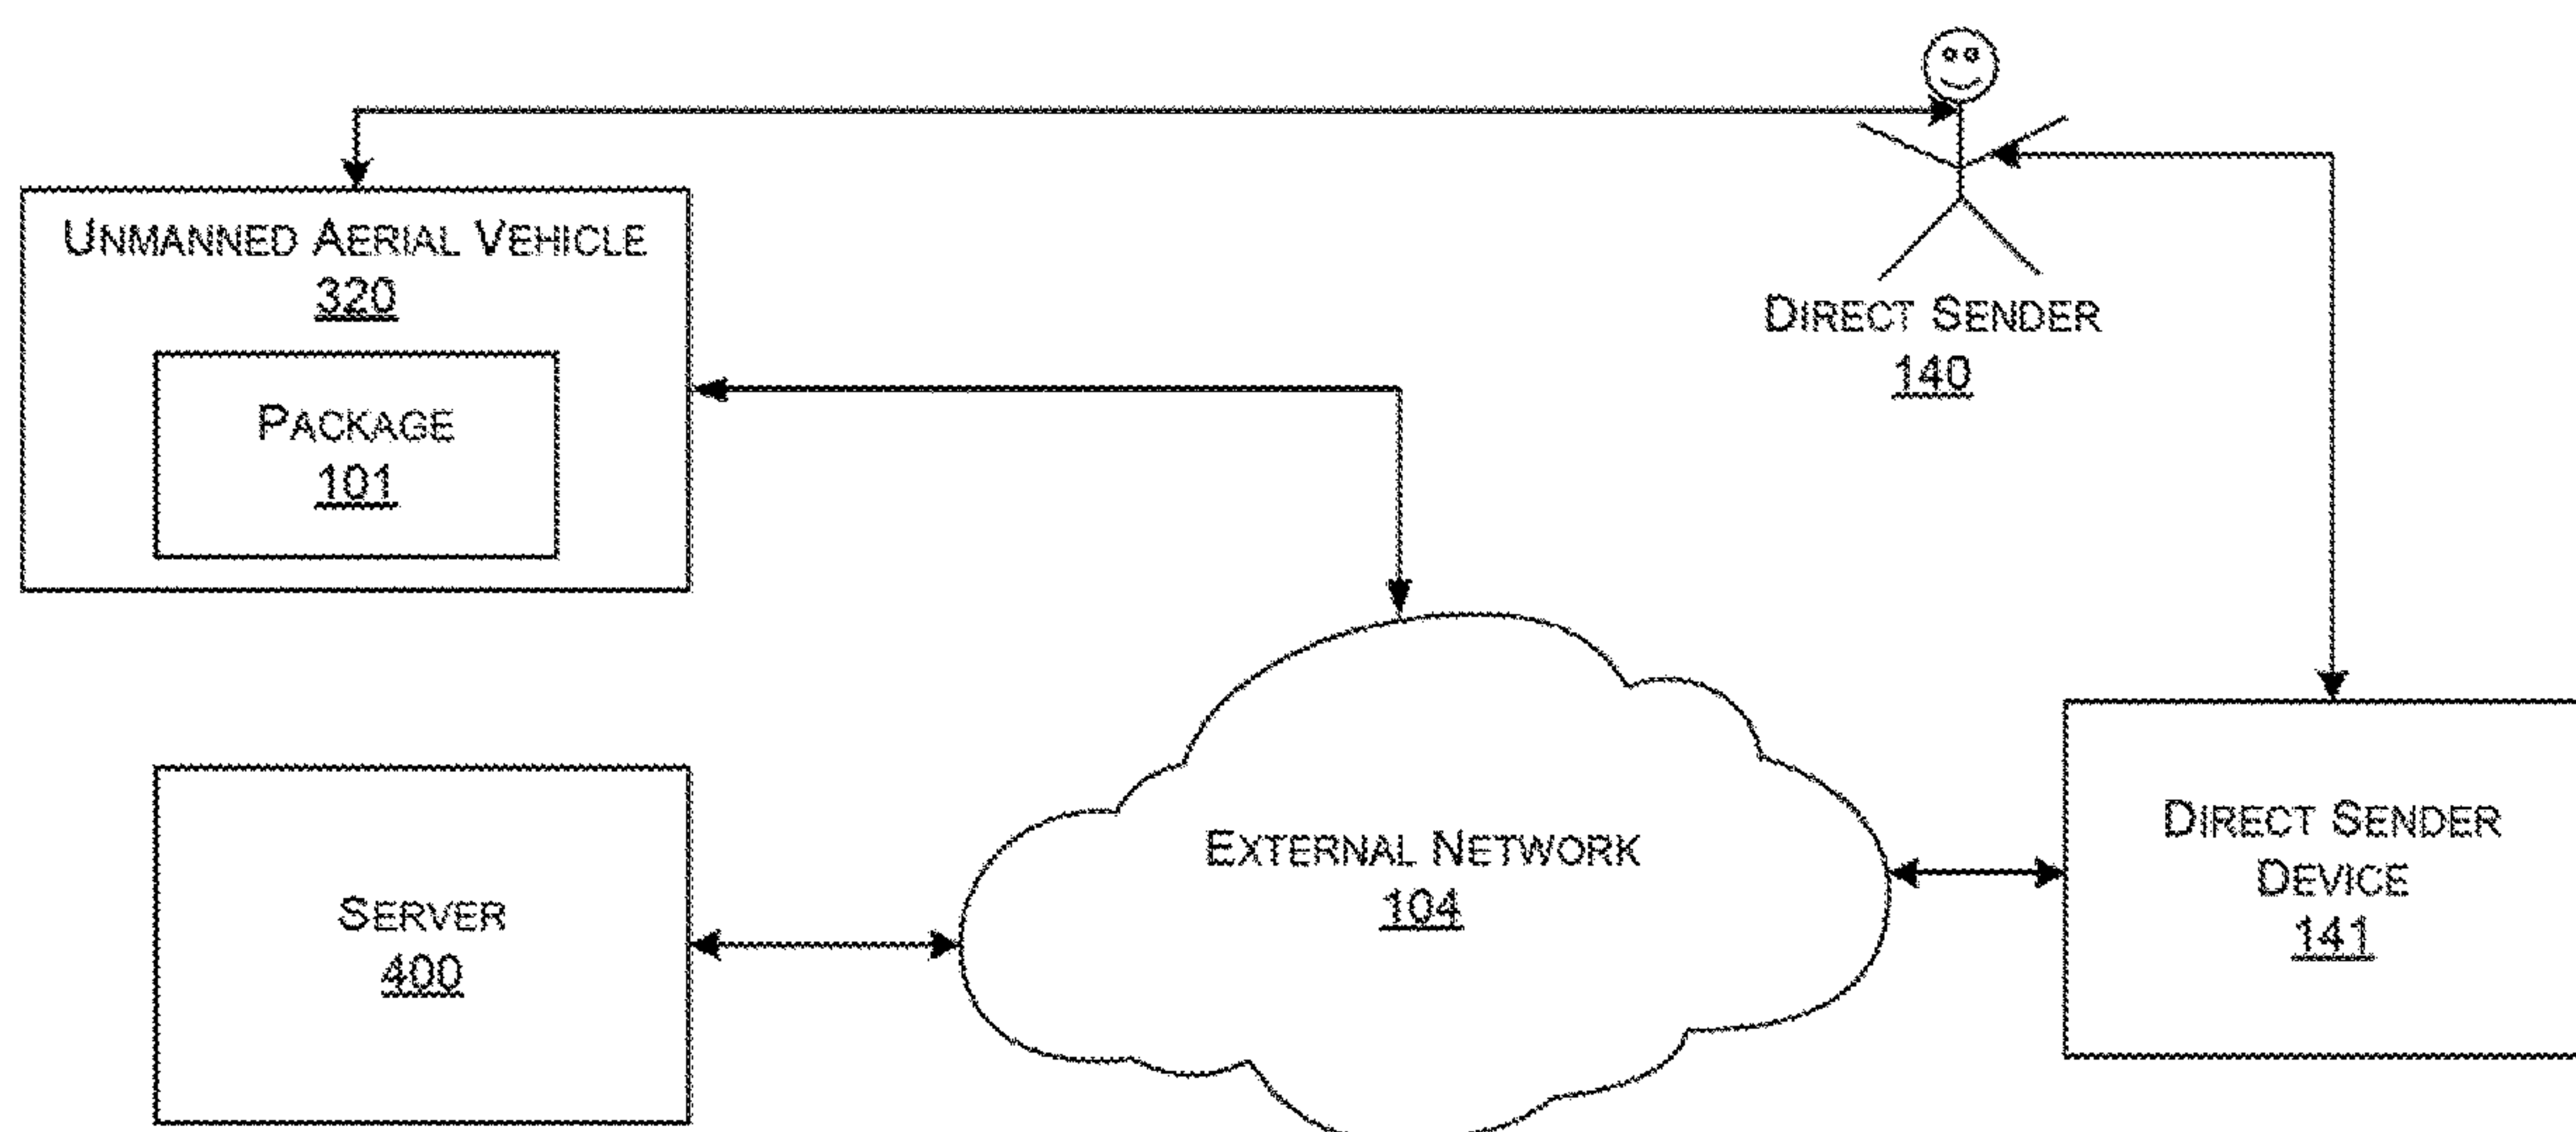 UNMANNED AERIAL VEHICLE
320
PACKAGE
101
DIRECT SENDER
140
EXTERNAL NETWORK
104
SERVER
400
DIRECT SENDER
DEVICE
141